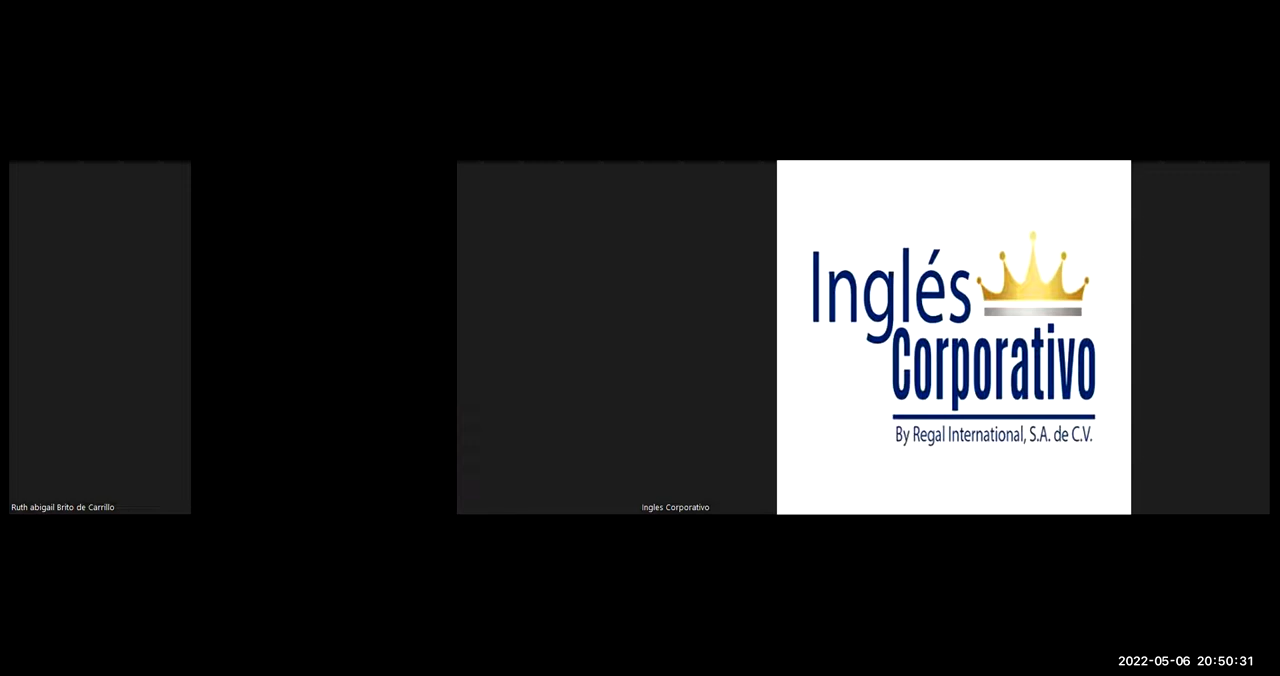 Inglés
Corporativo
By Regal International, S.A. de C.V.
Ruth abigail Brito de Carrillo
Ingles Corporativo
2022-05-06 20:50:31